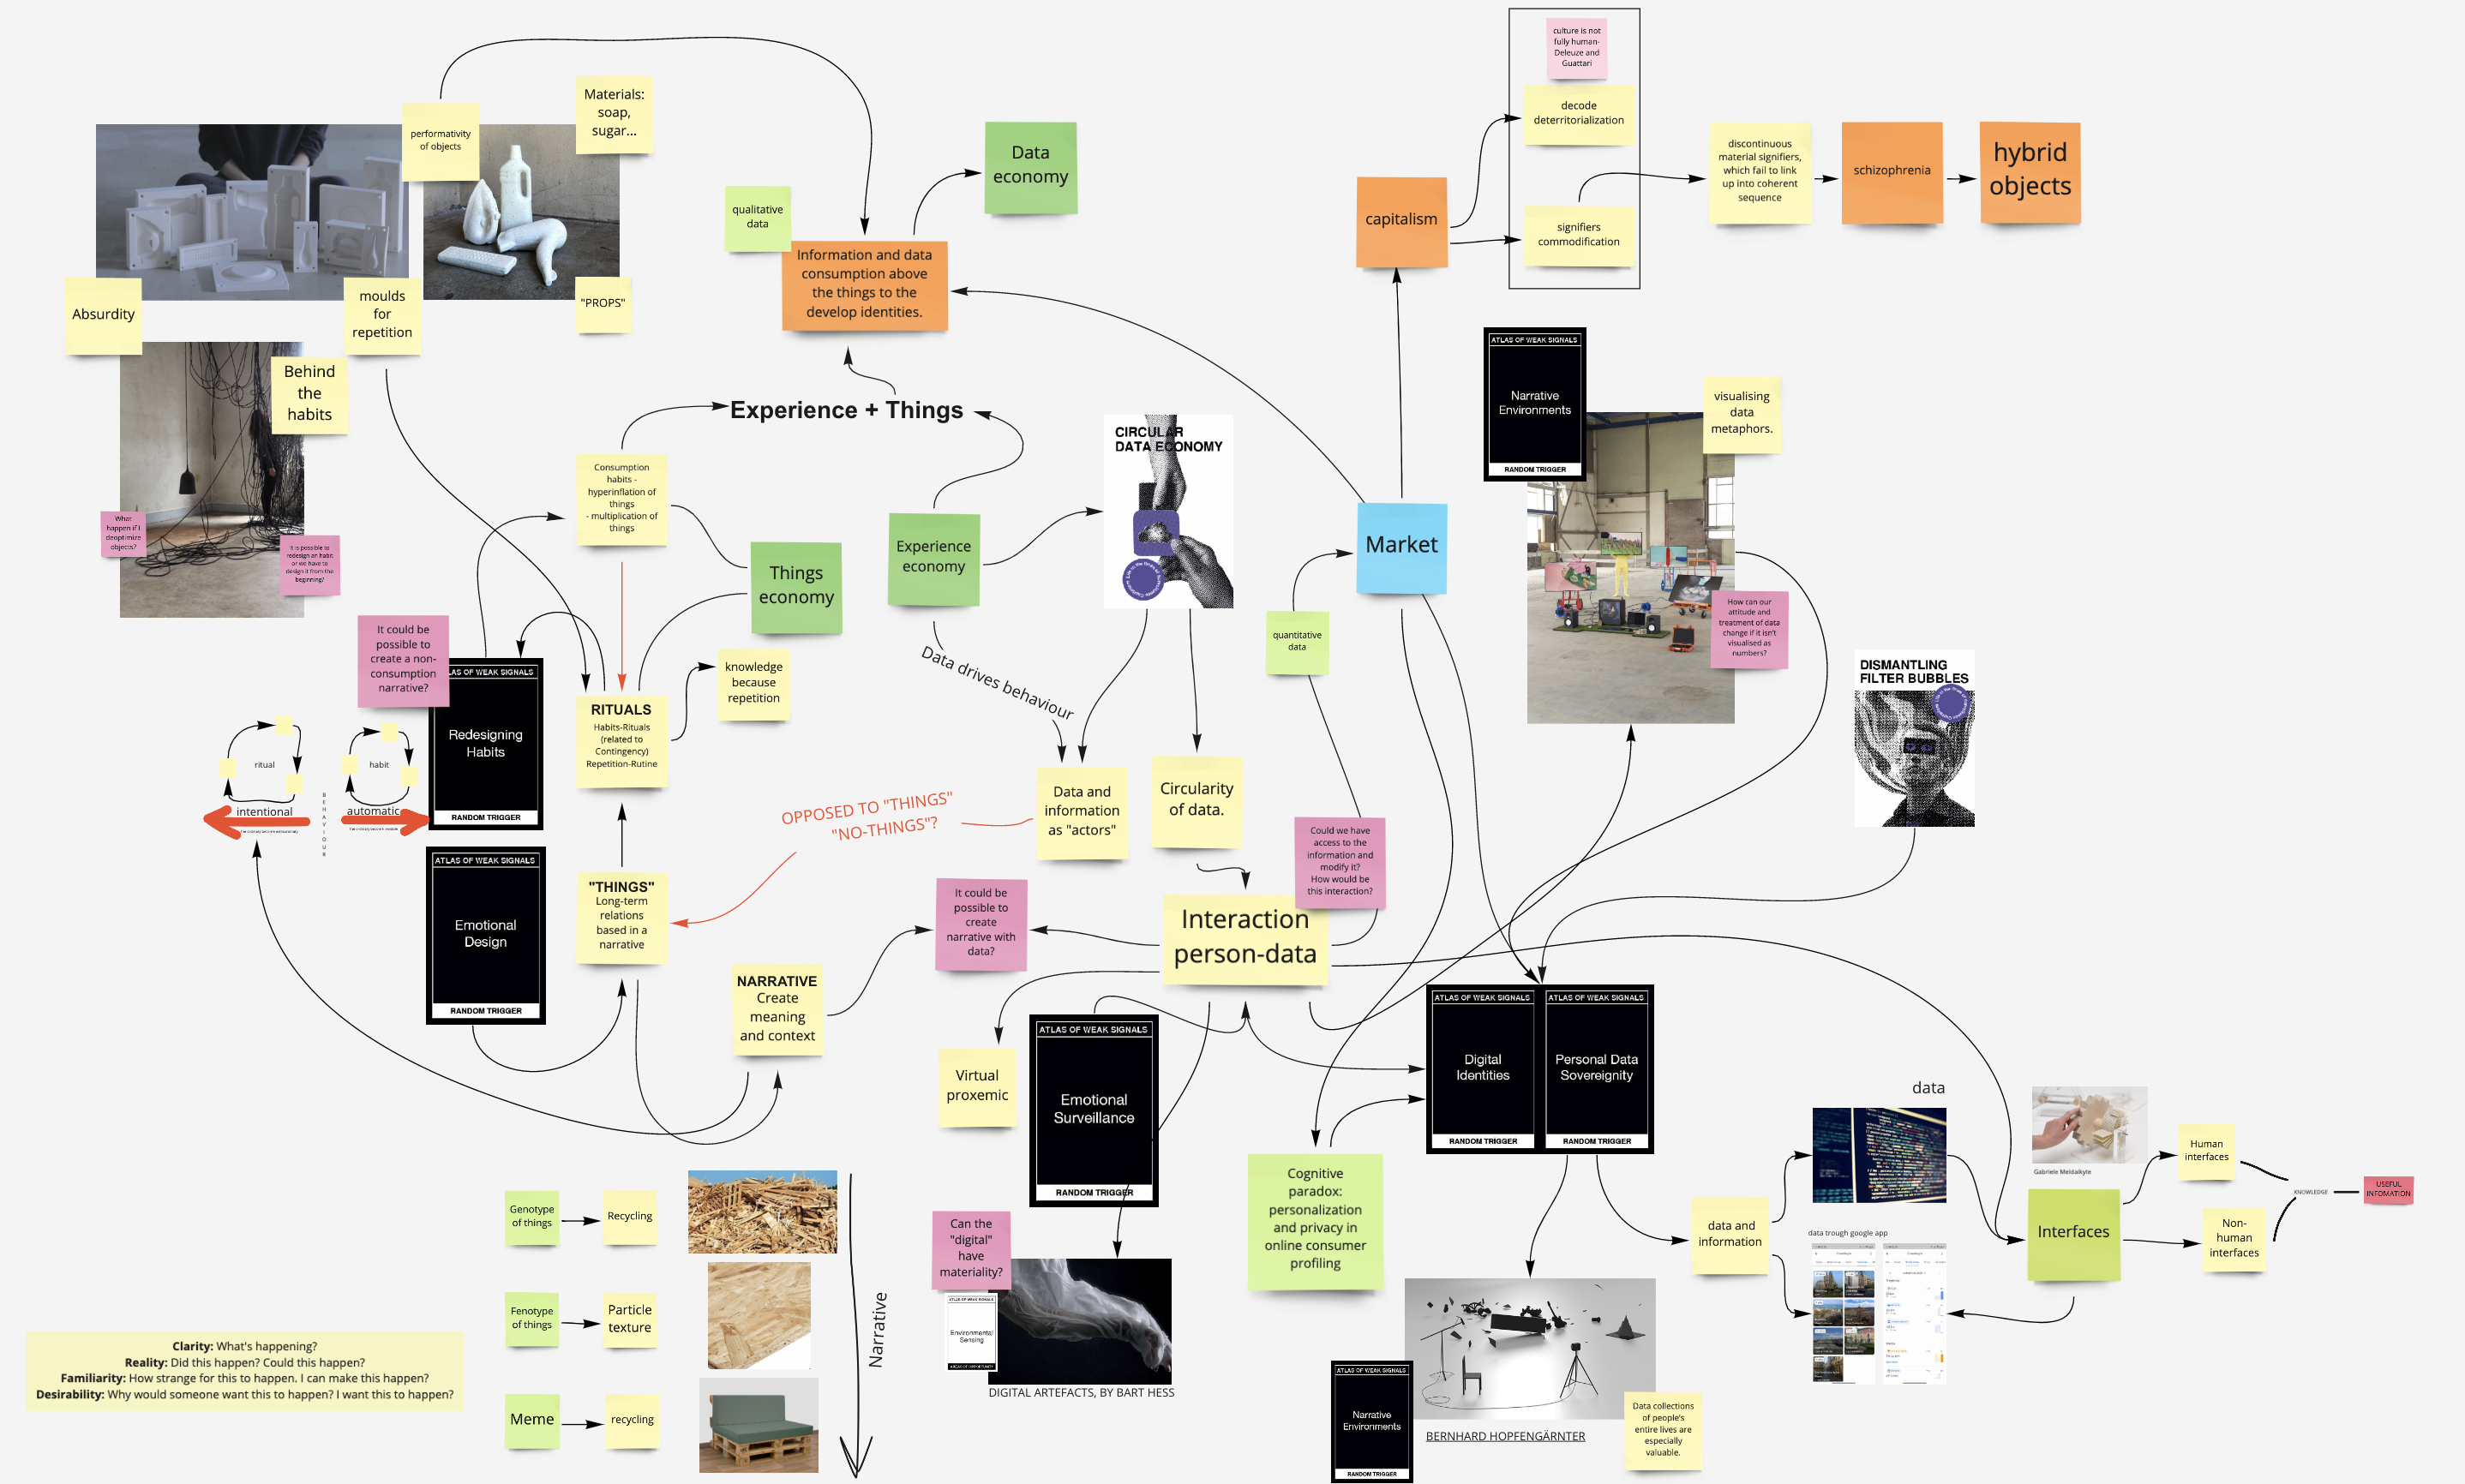 culture is not
fully human-
Deleuze and
Guattari
decode
deterritorialization
signifiers
commodification
capitalism
discontinuous
material signifiers,
which fail to link
up into coherent
sequence
schizophrenia
hybrid
objects
performativity
of objects
Materials:
soap,
sugar...
"PROPS"
Absurdity
moulds
for
repetition
Behind
the
habits
What
happen if I
deoptimize
objects?
It is possible to
redesign an habit
or we have to
design it from the
beginning?
qualitative
data
Data
economy
Information and data
consumption above
the things to the
develop identities.
Experience + Things
Consumption
habits -
hyperinflation of
things
- multiplication of
things
Things
economy
Experience
economy
CIRCULAR
DATA ECONOMY
Market
quantitative
data
ATLAS OF WEAK SIGNALS
Narrative
Environments
RANDOM TRIGGER
visualising
data
metaphors.
How can our
attitude and
treatment of data
change if it isn't
visualised as
numbers?
DISMANTLING
FILTER BUBBLES
It could be
possible to
create a non-
consumption
narrative?
ATLAS OF WEAK SIGNALS
Redesigning
Habits
RANDOM TRIGGER
RITUALS
Habits-Rituals
(related to
Contingency)
Repetition-Rutine
knowledge
because
repetition
Data drives behaviour
ritual
habit
intentional
BEHAVIOUR
automatic
OPPOSED TO "THINGS"
"NO-THINGS"?
Data and
information
as "actors"
Circularity
of data.
Could we have
access to the
information and
modify it?
How would be
this interaction?
ATLAS OF WEAK SIGNALS
Emotional
Design
RANDOM TRIGGER
"THINGS"
Long-term
relations
based in a
narrative
It could be
possible to
create
narrative with
data?
Interaction
person-data
NARRATIVE
Create
meaning
and context
Virtual
proxemic
ATLAS OF WEAK SIGNALS
Emotional
Surveillance
RANDOM TRIGGER
ATLAS OF WEAK SIGNALS
Digital
Identities
RANDOM TRIGGER
ATLAS OF WEAK SIGNALS
Personal Data
Sovereignity
RANDOM TRIGGER
Cognitive
paradox:
personalization
and privacy in
online consumer
profiling
data
data and
information
data trough google app
Gabriele Meldaikyte
Human
interfaces
Interfaces
Non-
human
interfaces
KNOWLEDGE
USEFUL
INFOMATION
Genotype
of things
Recycling
Fenotype
of things
Particle
texture
Meme
recycling
Narrative
Clarity: What's happening?
Reality: Did this happen? Could this happen?
Familiarity: How strange for this to happen. I can make this happen?
Desirability: Why would someone want this to happen? I want this to happen?
Can the
"digital"
have
materiality?
ATLAS OF WEAK SIGNALS
Environmental
Sensing
AREAS OF OPPORTUNITY
DIGITAL ARTEFACTS, BY BART HESS
ATLAS OF WEAK SIGNALS
Narrative
Environments
RANDOM TRIGGER
BERNHARD HOPFENGÄRNTER
Data collections
of people's
entire lives are
especially
valuable.